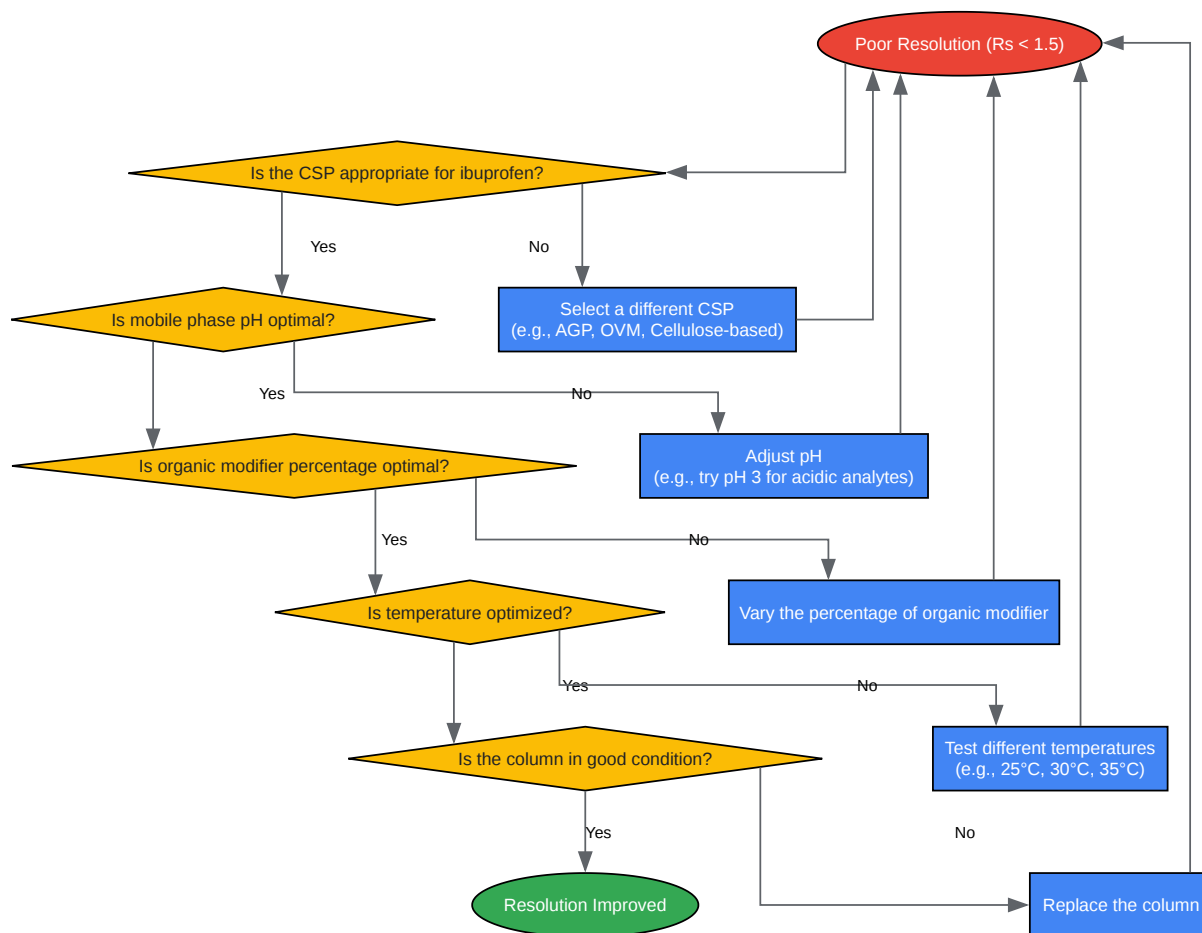 Poor Resolution (Rs < 1.5)
Is the CSP appropriate for ibuprofen?
Yes
No
Is mobile phase pH optimal?
Select a different CSP
(e.g., AGP, OVM, Cellulose-based)
Yes
No
Is organic modifier percentage optimal?
Adjust pH
(e.g., try pH 3 for acidic analytes)
Yes
No
Is temperature optimized?
Vary the percentage of organic modifier
Yes
No
Is the column in good condition?
Test different temperatures
(e.g., 25°C, 30°C, 35°C)
Yes
No
Resolution Improved
Replace the column